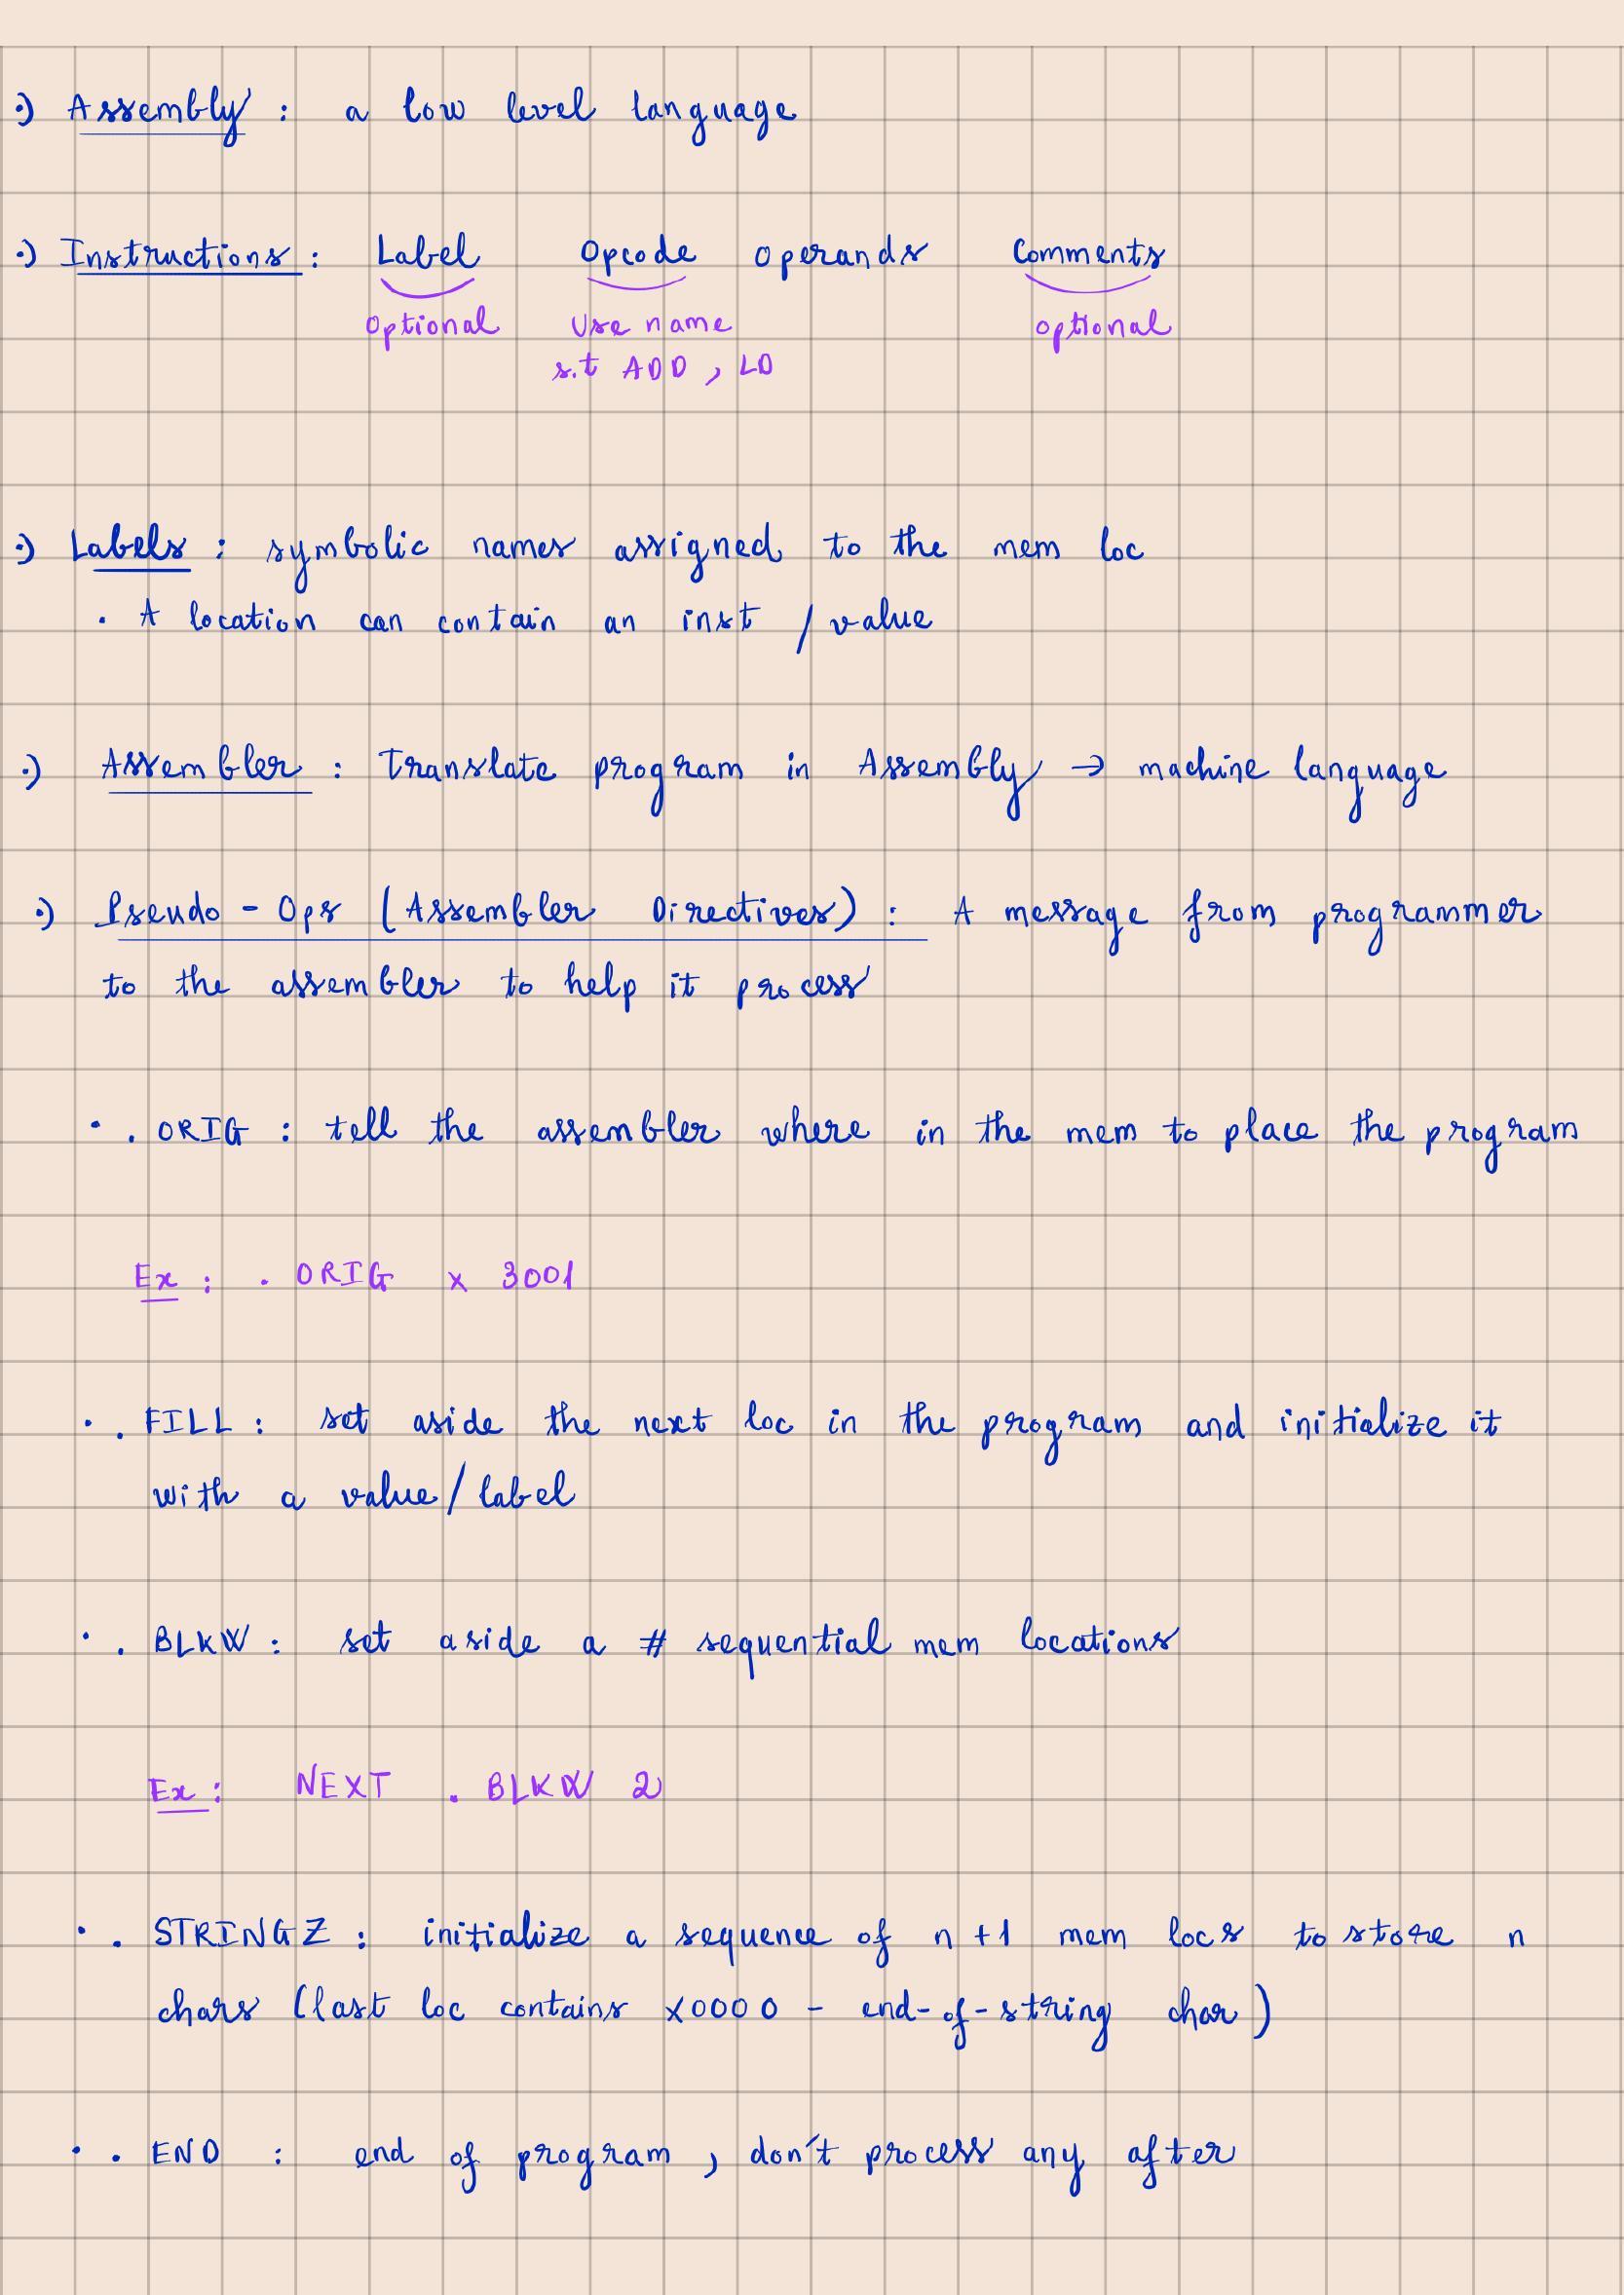 ·) Assembly : a low level language
·) Instructions : Label Opcode operands Comments
Optional Use name optional
s.t ADD , LD
·) Labels : symbolic names assigned to the mem loc
· A location can contain an inst / value
·) Assembler : Translate program in Assembly → machine language
·) Pseudo - Ops (Assembler Directives) : A message from programmer
to the assembler to help it process
· . ORIG : tell the assembler where in the mem to place the program
Ex : . ORIG x 3001
· . FILL : set aside the next loc in the program and initialize it
with a value/label
· . BLKW : set aside a # sequential mem locations
Ex : NEXT . BLKW 2
· . STRINGZ : initialize a sequence of n +1 mem locs to store n
chars (last loc contains x0000 - end-of-string char)
· . END : end of program , don't process any after